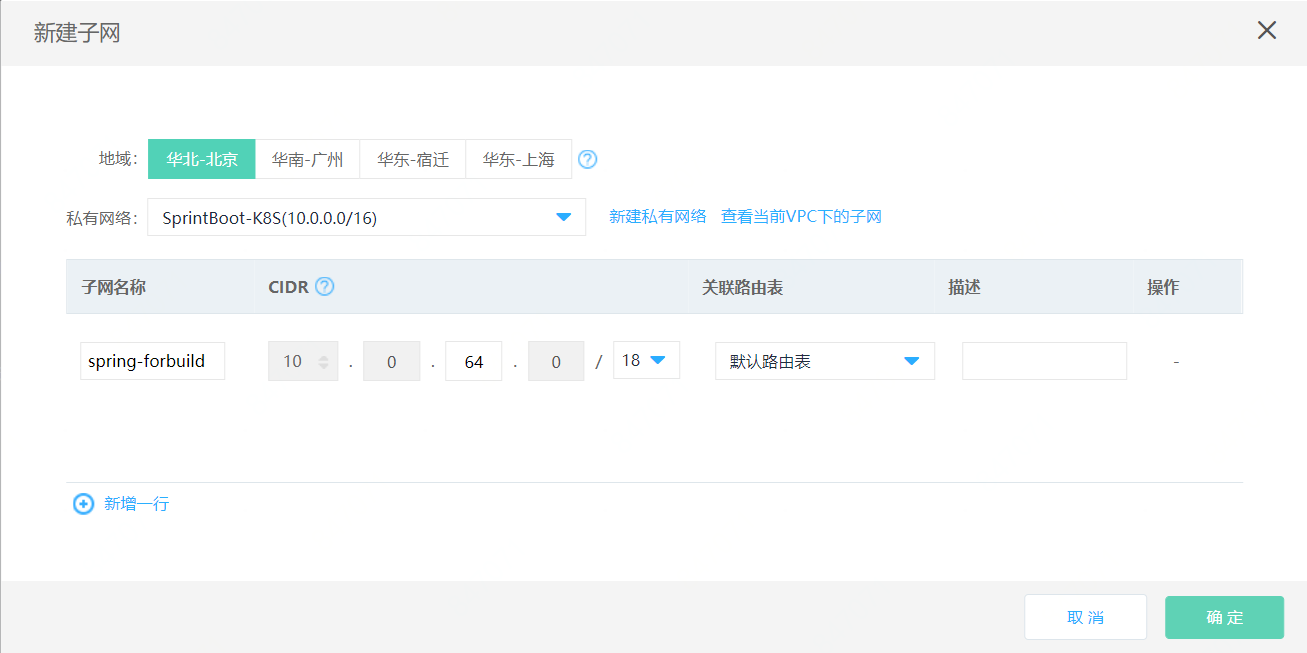 新建子网
地域： 华北-北京 华南-广州 华东-宿迁 华东-上海 ?
私有网络： SprintBoot-K8S(10.0.0.0/16) 新建私有网络 查看当前VPC下的子网
子网名称 CIDR ? 关联路由表 描述 操作
spring-forbuild 10 . 0 . 64 . 0 / 18 默认路由表 -
新增一行
取 消 确 定